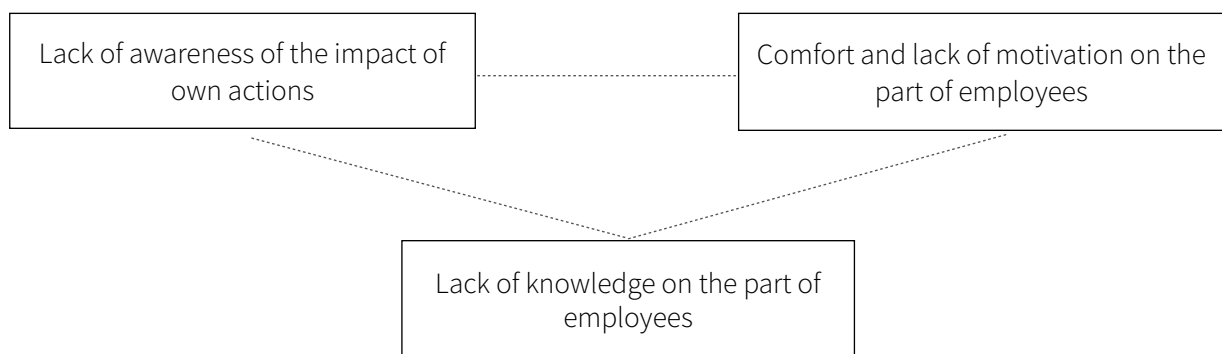 Lack of awareness of the impact of
own actions
Comfort and lack of motivation on the
part of employees
Lack of knowledge on the part of
employees